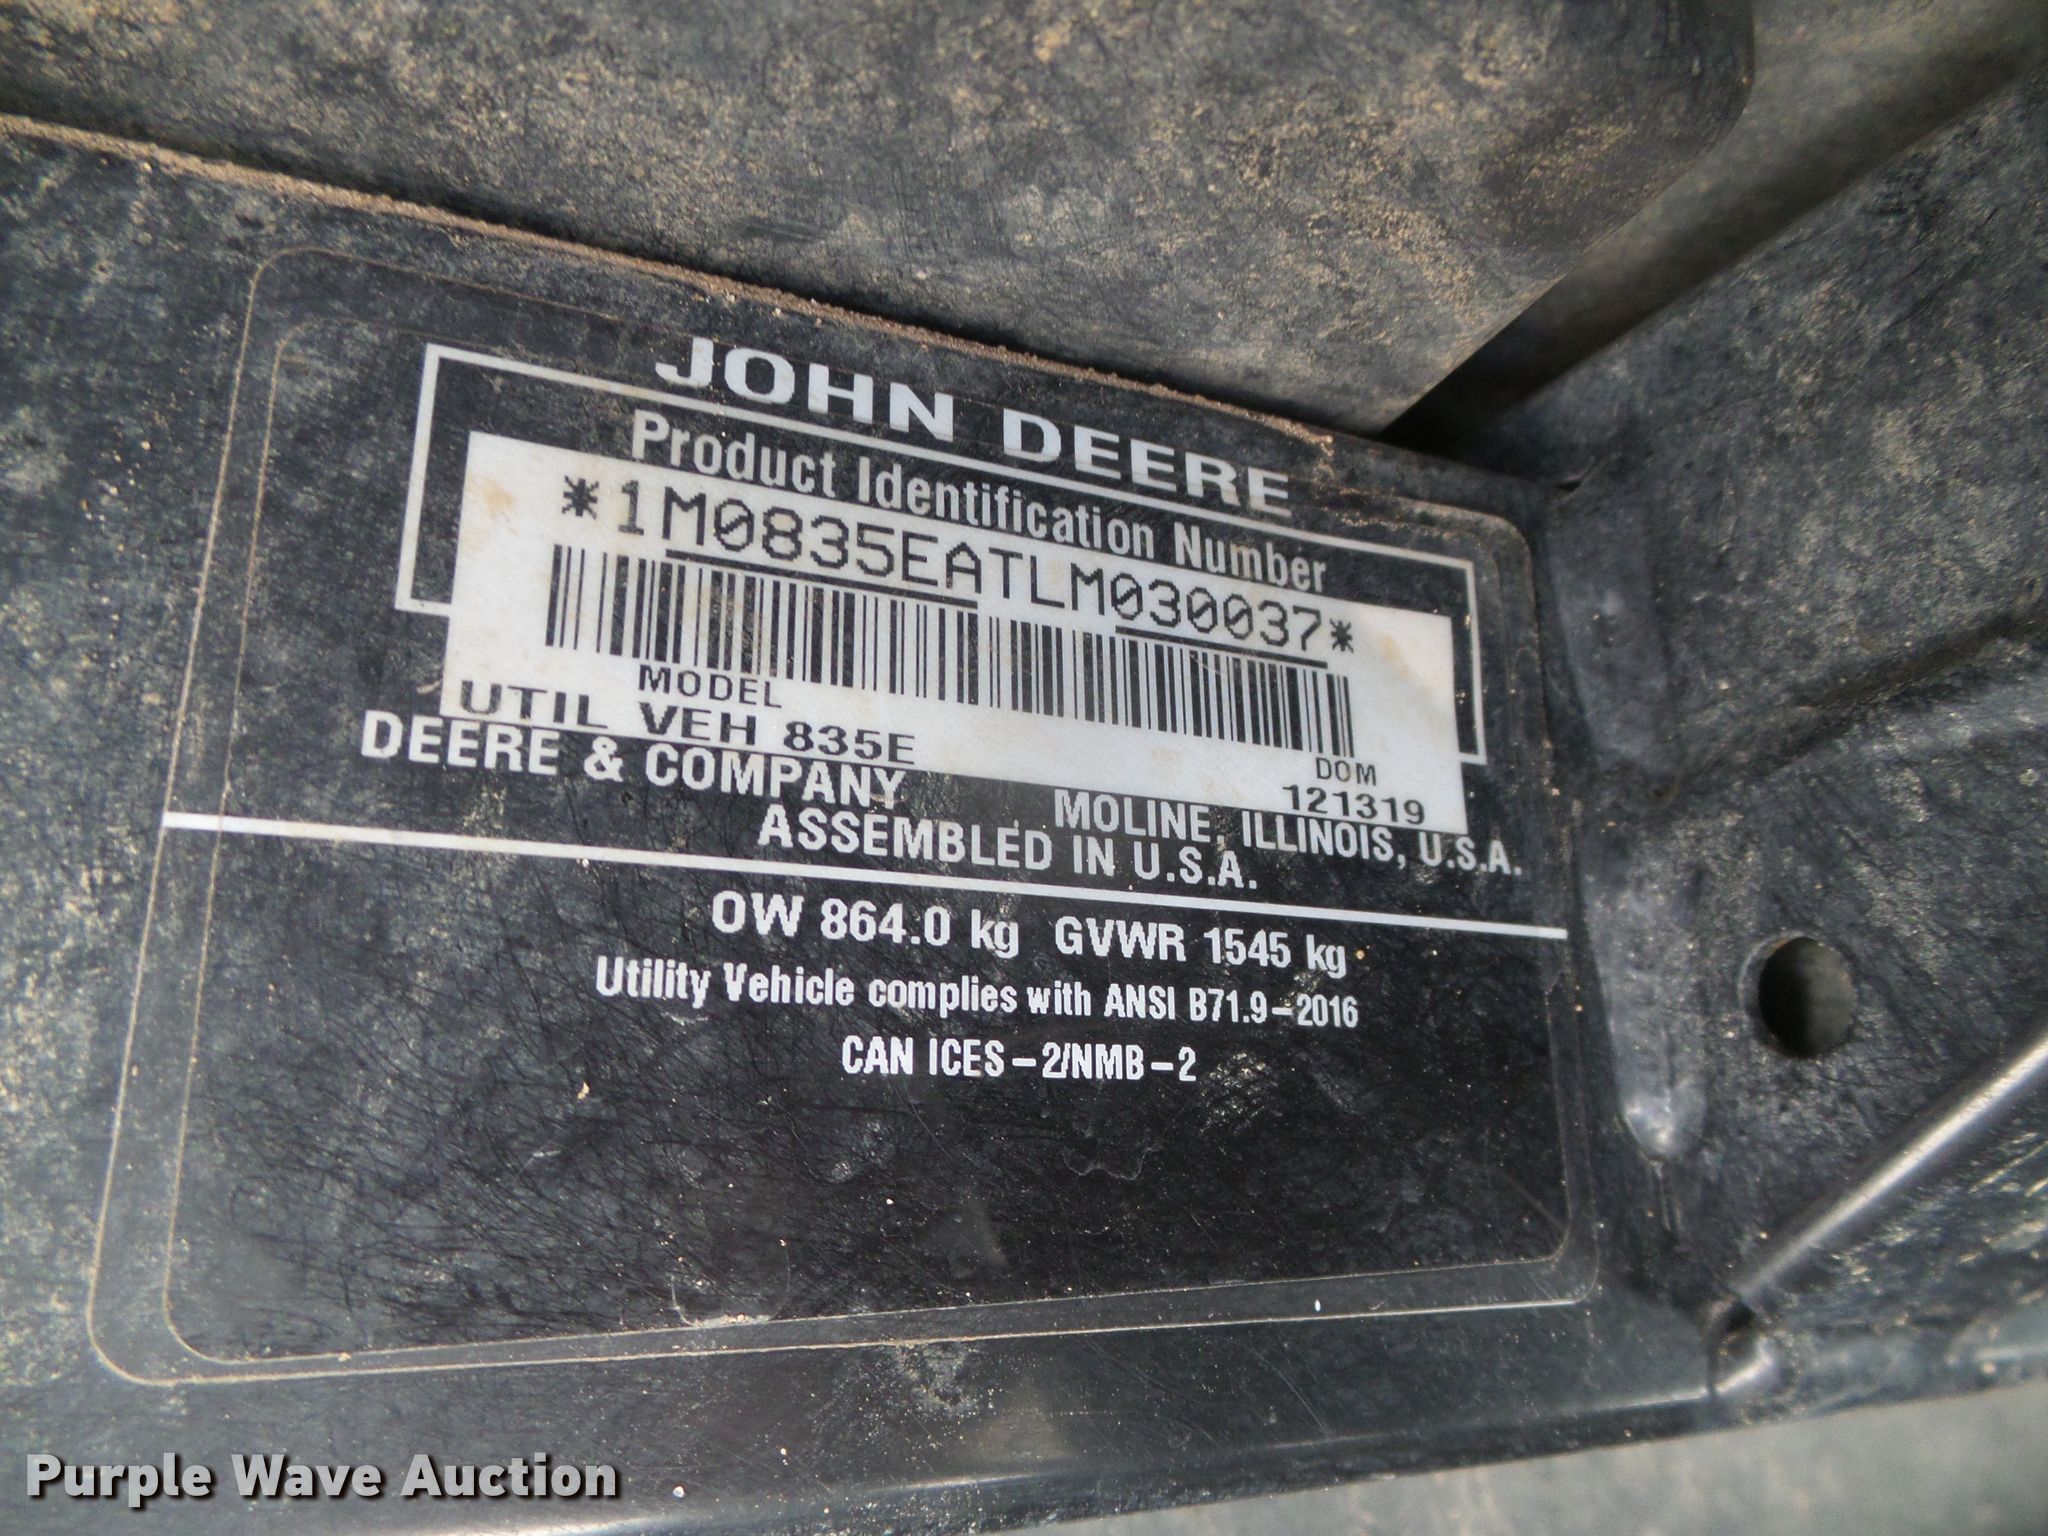 JOHN DEERE
Product Identification Number
*1M0835EATLM030037*
MODEL
UTIL VEH 835E
DOM
121319
DEERE & COMPANY MOLINE, ILLINOIS, U.S.A.
ASSEMBLED IN U.S.A.
OW 864.0 kg GVWR 1545 kg
Utility Vehicle complies with ANSI B71.9-2016
CAN ICES-2/NMB-2
Purple Wave Auction